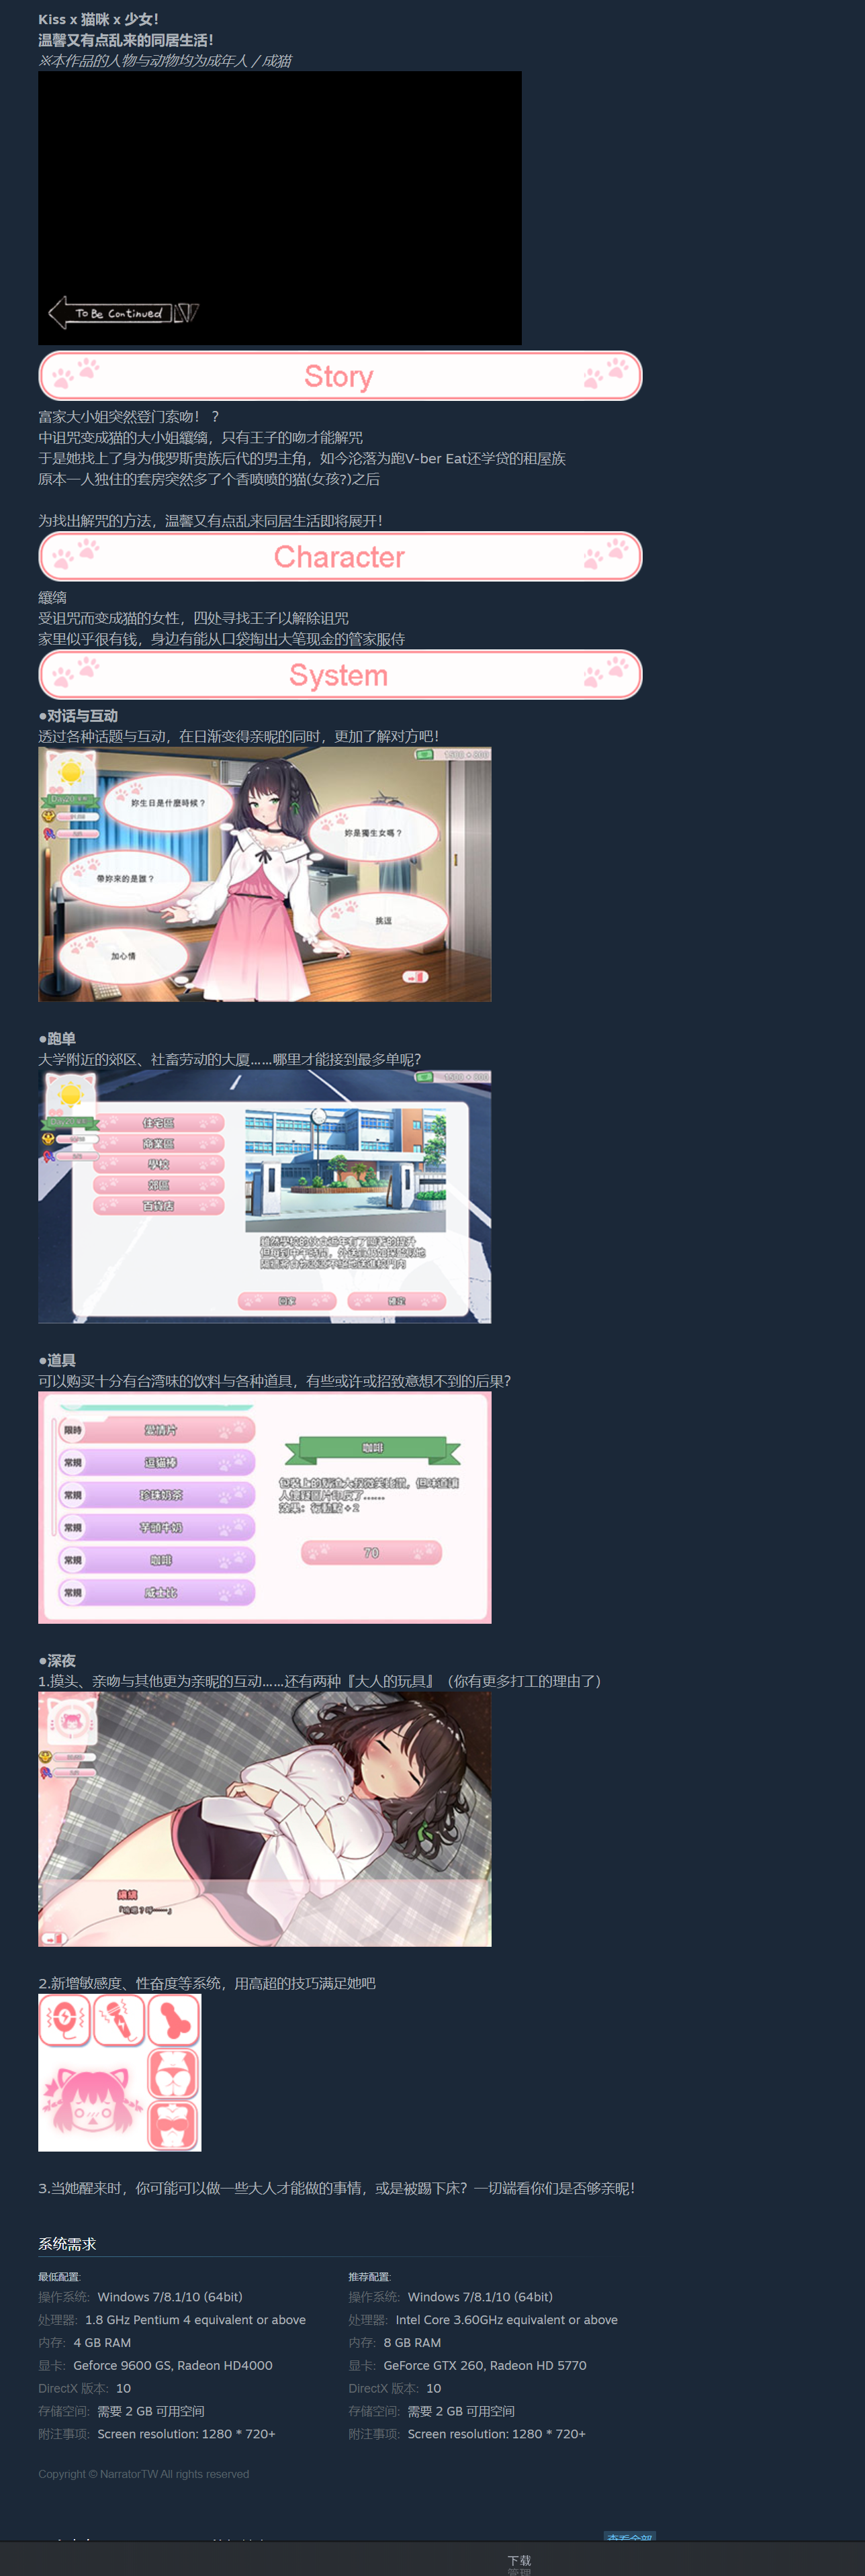 Kiss x 猫咪 x 少女！
温馨又有点乱来的同居生活！
※本作品的人物与动物均为成年人／成猫
To Be Continued
Story
富家大小姐突然登门索吻！ ？
中诅咒变成猫的大小姐纙缡，只有王子的吻才能解咒
于是她找上了身为俄罗斯贵族后代的男主角，如今沦落为跑V-ber Eat还学贷的租屋族
原本一人独住的套房突然多了个香喷喷的猫(女孩?)之后
为找出解咒的方法，温馨又有点乱来同居生活即将展开！
Character
受诅咒而变成猫的女性，四处寻找王子以解除诅咒
家里似乎很有钱，身边有能从口袋掏出大笔现金的管家服侍
System
●对话与互动
透过各种话题与互动，在日渐变得亲昵的同时，更加了解对方吧！
妳生日是什麼時候？
妳是獨生女嗎？
帶妳來的是誰？
挑逗
加心情
●跑单
大学附近的郊区、社畜劳动的大厦……哪里才能接到最多单呢？
住宅區
商業區
學校
郊區
百貨店
回家
確定
●道具
可以购买十分有台湾味的饮料与各种道具，有些或许或招致意想不到的后果？
限時
愛情片
常規
逗貓棒
常規
珍珠奶茶
常規
芋頭牛奶
常規
咖啡
常規
威士比
咖啡
效果：行動點＋2
70
●深夜
1.摸头、亲吻与其他更为亲昵的互动……还有两种『大人的玩具』（你有更多打工的理由了）
2.新增敏感度、性奋度等系统，用高超的技巧满足她吧
3.当她醒来时，你可能可以做一些大人才能做的事情，或是被踢下床？一切端看你们是否够亲昵！
系统需求
最低配置:
操作系统: Windows 7/8.1/10 (64bit)
处理器: 1.8 GHz Pentium 4 equivalent or above
内存: 4 GB RAM
显卡: Geforce 9600 GS, Radeon HD4000
DirectX 版本: 10
存储空间: 需要 2 GB 可用空间
附注事项: Screen resolution: 1280 * 720+
推荐配置:
操作系统: Windows 7/8.1/10 (64bit)
处理器: Intel Core 3.60GHz equivalent or above
内存: 8 GB RAM
显卡: GeForce GTX 260, Radeon HD 5770
DirectX 版本: 10
存储空间: 需要 2 GB 可用空间
附注事项: Screen resolution: 1280 * 720+
Copyright © NarratorTW All rights reserved
查看全部
下载
管理